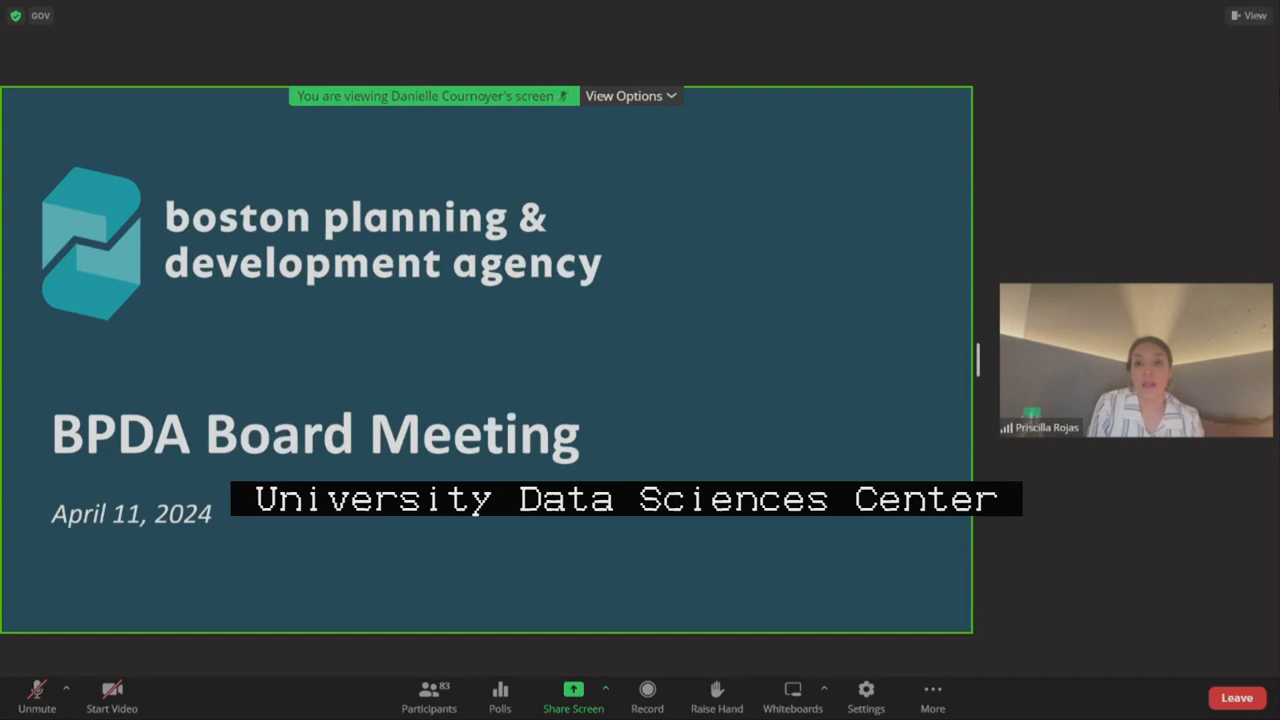 GOV
View
You are viewing Danielle Cournoyer's screen
View Options
boston planning &
development agency
BPDA Board Meeting
April 11, 2024
University Data Sciences Center
Priscilla Rojas
Unmute
Start Video
83
Participants
Polls
Share Screen
Record
Raise Hand
Whiteboards
Settings
More
Leave